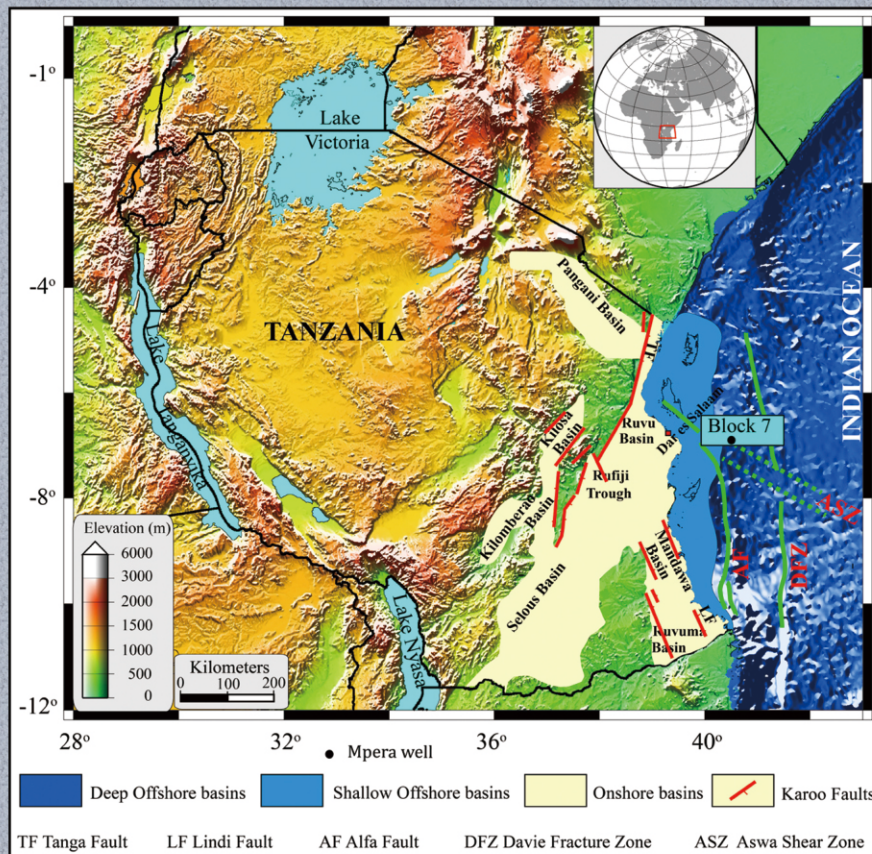 -1°
-4°
-8°
-12°
28°
32°
36°
40°
Lake
Victoria
TANZANIA
Lake
Tanganyika
Lake Nyasa
INDIAN OCEAN
Pangani Basin
TF
Kilosa
Basin
Ruvu
Basin
Dar es Salaam
Block 7
Rufiji
Trough
Kilomberao
Basin
Selous Basin
Mandawa
Basin
LF
Ruvuma
Basin
AF
DFZ
ASZ
Elevation (m)
6000
3000
2000
1000
500
0
Kilometers
0 100 200
Mpera well
Deep Offshore basins Shallow Offshore basins Onshore basins Karoo Faults
TF Tanga Fault LF Lindi Fault AF Alfa Fault DFZ Davie Fracture Zone ASZ Aswa Shear Zone